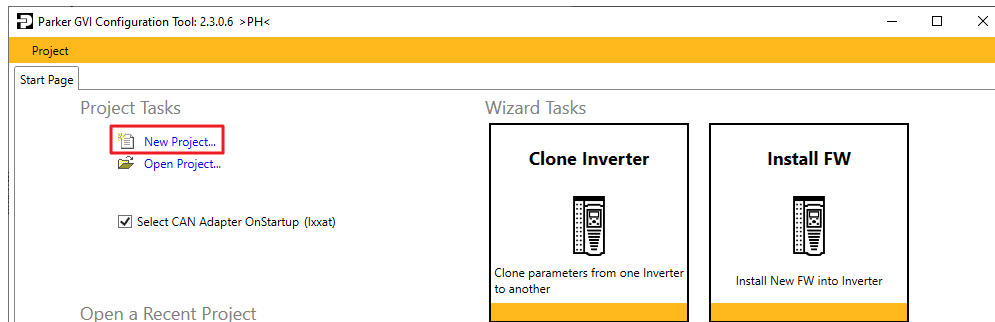 Parker GVI Configuration Tool: 2.3.0.6 >PH<
Project
Start Page
Project Tasks
New Project...
Open Project...
Select CAN Adapter OnStartup (Ixxat)
Open a Recent Project
Wizard Tasks
Clone Inverter
Clone parameters from one Inverter
to another
Install FW
Install New FW into Inverter